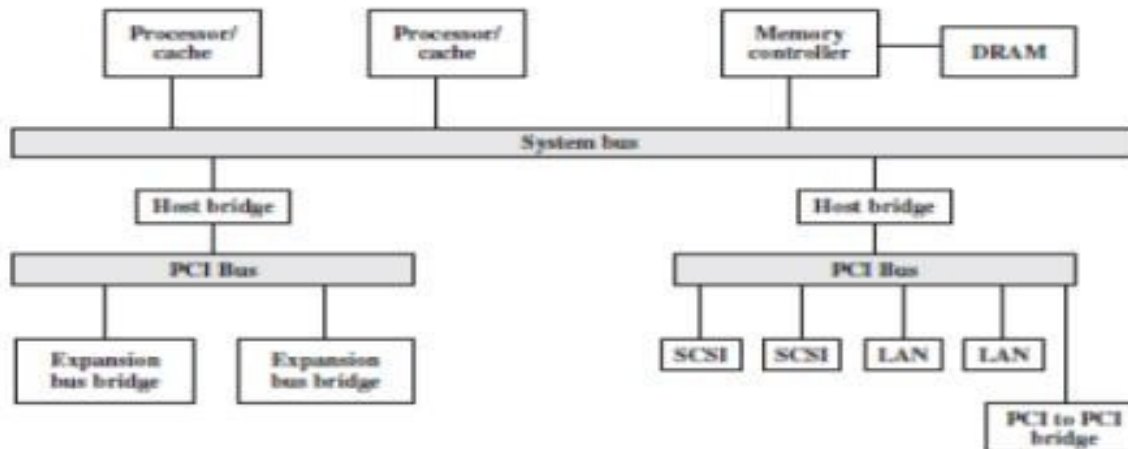 Processor/
cache
Processor/
cache
Memory
controller
DRAM
System bus
Host bridge
Host bridge
PCI Bus
PCI Bus
Expansion
bus bridge
Expansion
bus bridge
SCSI
SCSI
LAN
LAN
PCI to PCI
bridge